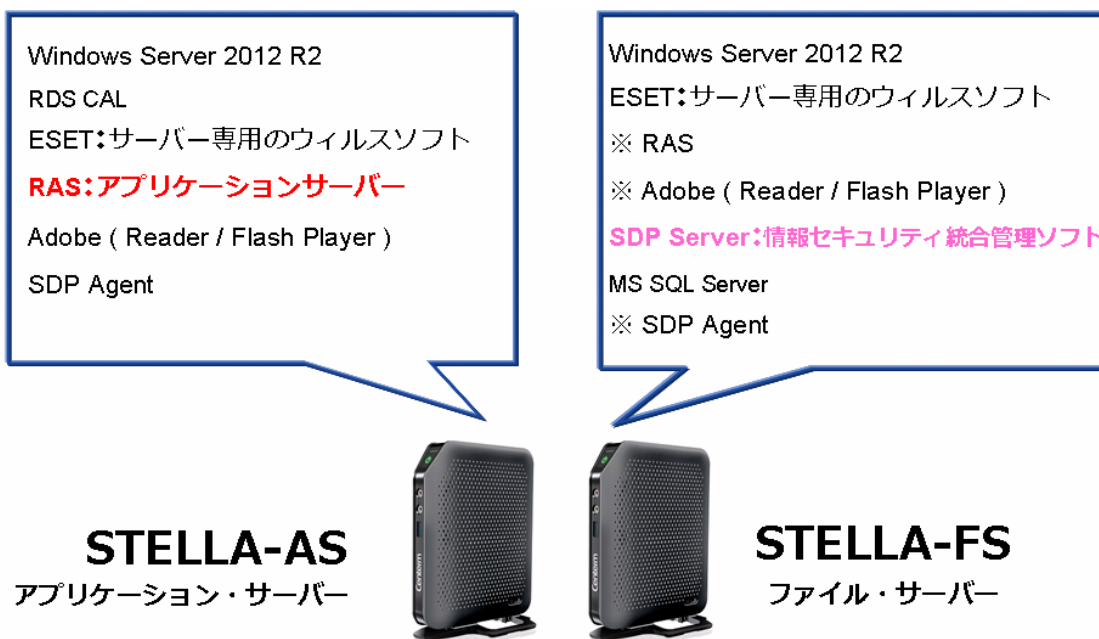 Windows Server 2012 R2
RDS CAL
ESET:サーバー専用のウィルスソフト
RAS:アプリケーションサーバー
Adobe ( Reader / Flash Player )
SDP Agent
Windows Server 2012 R2
ESET:サーバー専用のウィルスソフト
※ RAS
※ Adobe ( Reader / Flash Player )
SDP Server:情報セキュリティ統合管理ソフト
MS SQL Server
※ SDP Agent
STELLA-AS
アプリケーション・サーバー
Centerm
Centerm
STELLA-FS
ファイル・サーバー